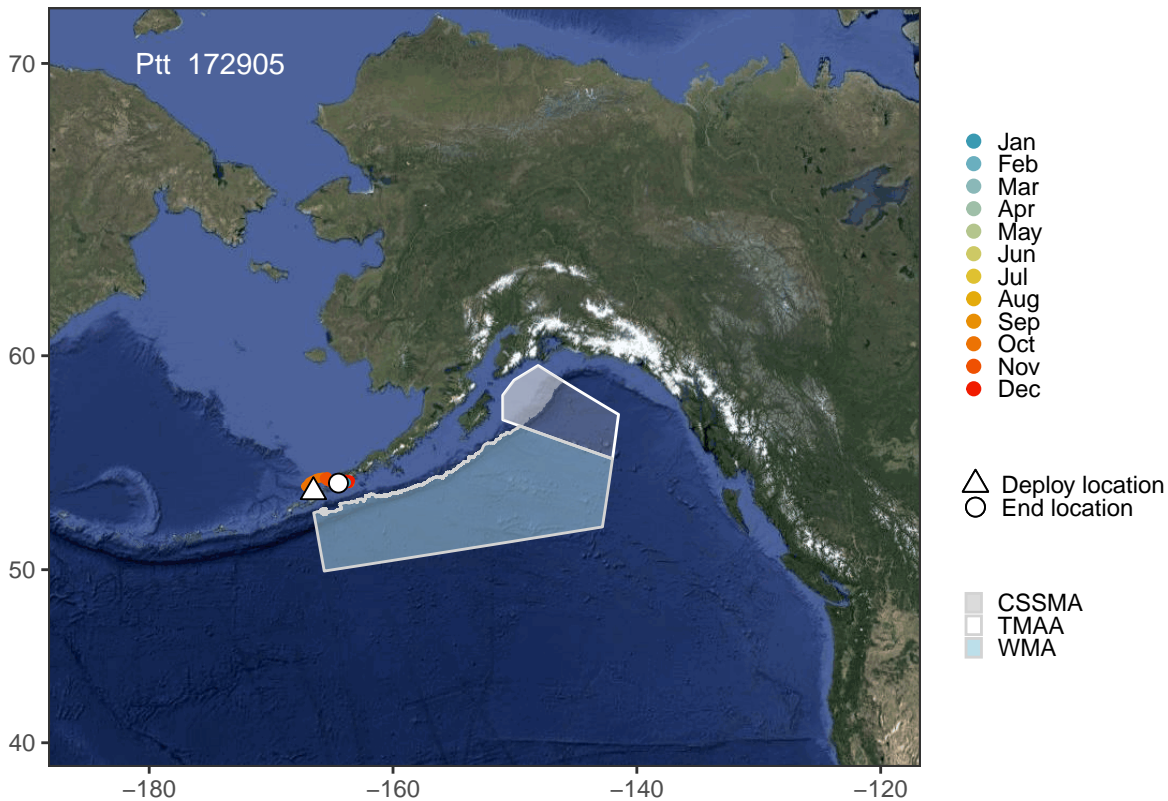 Ptt 172905
70
60
50
40
−180
−160
−140
−120
Jan
Feb
Mar
Apr
May
Jun
Jul
Aug
Sep
Oct
Nov
Dec
Deploy location
End location
CSSMA
TMAA
WMA